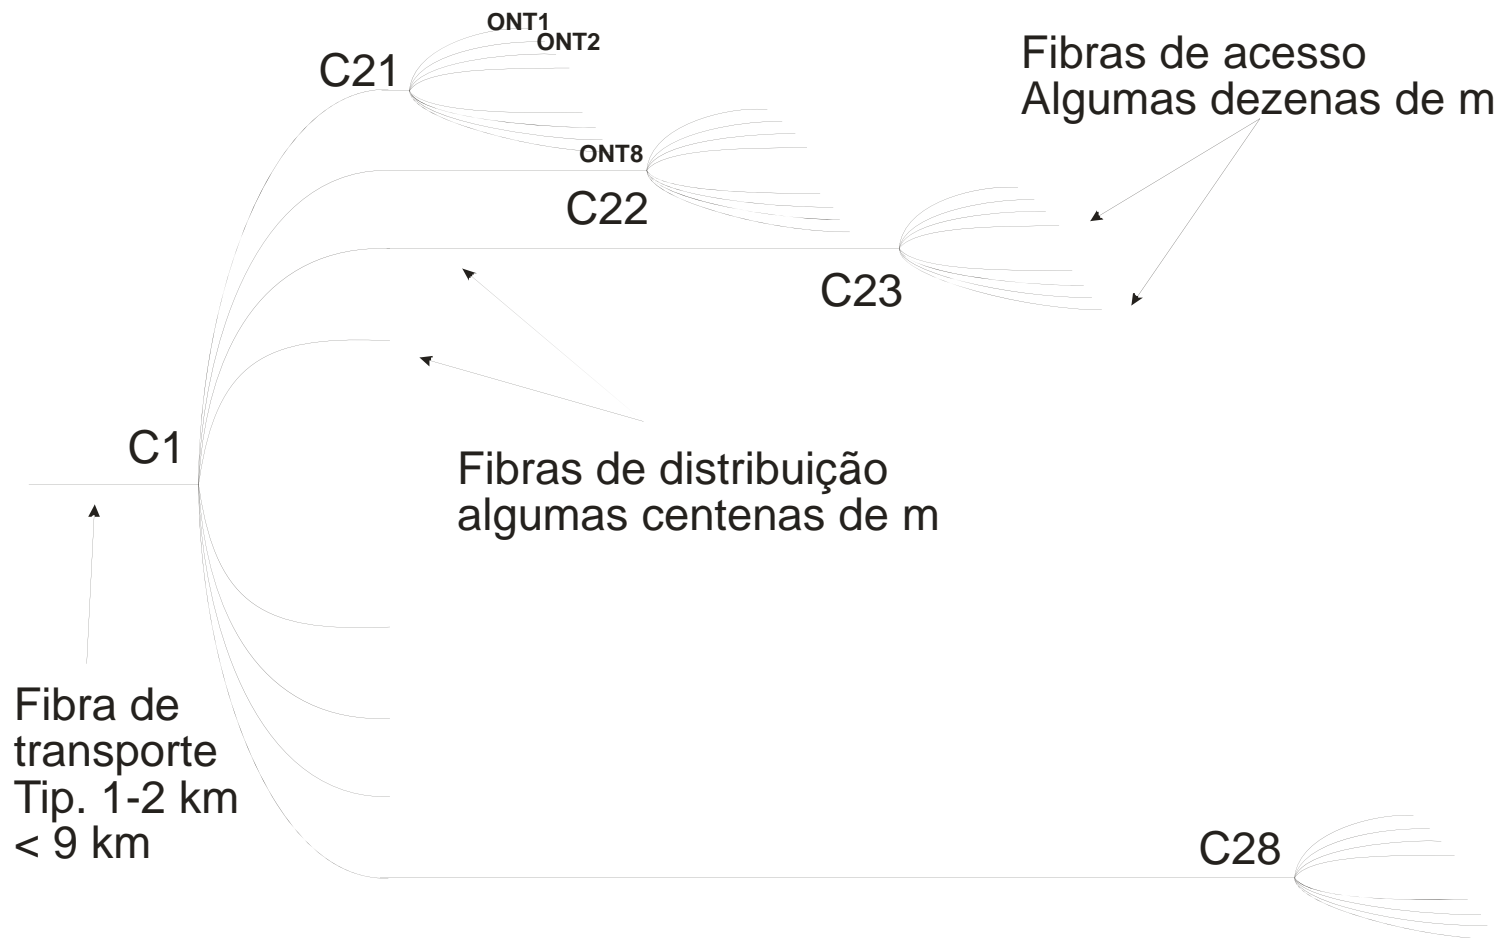 ONT1
ONT2
C21
Fibras de acesso
Algumas dezenas de m
ONT8
C22
C23
C1
Fibras de distribuição
algumas centenas de m
Fibra de
transporte
Tip. 1-2 km
< 9 km
C28